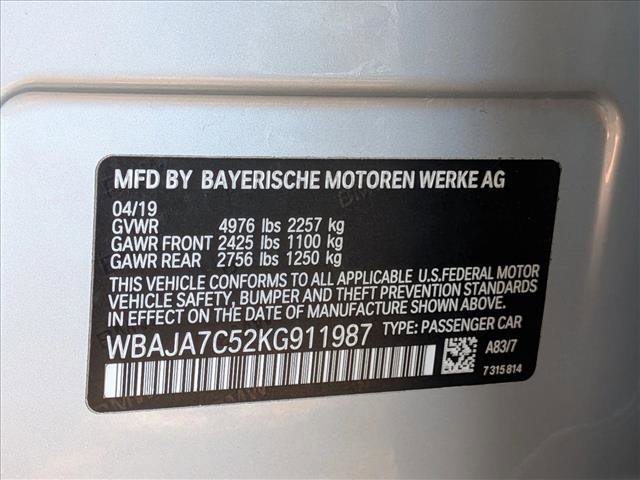 MFD BY BAYERISCHE MOTOREN WERKE AG
04/19
GVWR 4976 lbs 2257 kg
GAWR FRONT 2425 lbs 1100 kg
GAWR REAR 2756 lbs 1250 kg
THIS VEHICLE CONFORMS TO ALL APPLICABLE U.S.FEDERAL MOTOR
VEHICLE SAFETY, BUMPER AND THEFT PREVENTION STANDARDS
IN EFFECT ON THE DATE OF MANUFACTURE SHOWN ABOVE.
WBAJA7C52KG911987 TYPE: PASSENGER CAR
A83/7
7315814